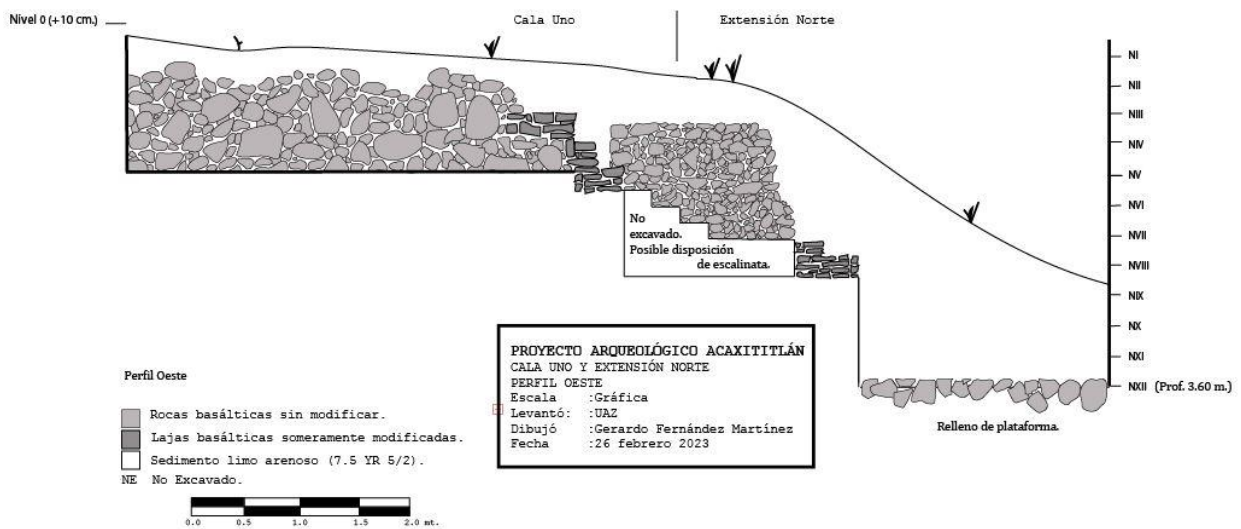 Nivel 0 (+10 cm.)
Cala Uno
Extensión Norte
NI
NII
NIII
NIV
NV
NVI
NVII
NVIII
NIX
NX
NXI
NXII (Prof. 3.60 m.)
No
excavado.
Posible disposición
de escalinata.
Relleno de plataforma.
PROYECTO ARQUEOLÓGICO ACAXITITLÁN
CALA UNO Y EXTENSIÓN NORTE
PERFIL OESTE
Escala :Gráfica
Levantó: :UAZ
Dibujó :Gerardo Fernández Martínez
Fecha :26 febrero 2023
Perfil Oeste
Rocas basálticas sin modificar.
Lajas basálticas someramente modificadas.
Sedimento limo arenoso (7.5 YR 5/2).
NE No Excavado.
0.0 0.5 1.0 1.5 2.0 mt.